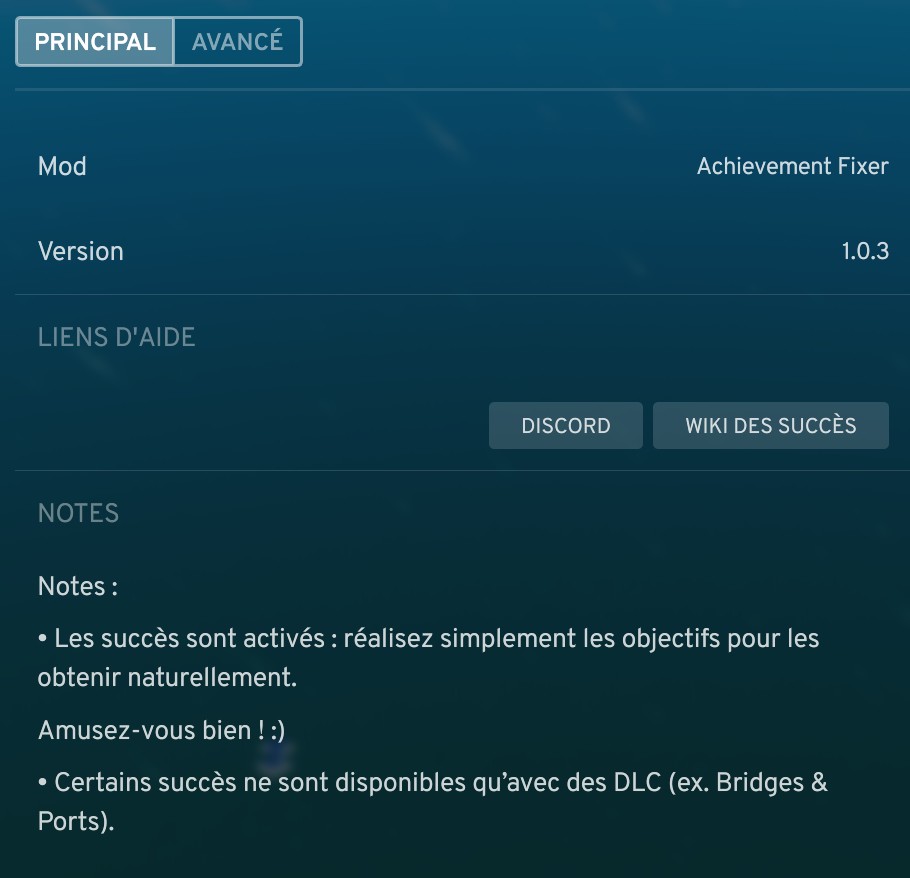 PRINCIPAL AVANCÉ
Mod Achievement Fixer
Version 1.0.3
LIENS D'AIDE
DISCORD WIKI DES SUCCÈS
NOTES
Notes :
• Les succès sont activés : réalisez simplement les objectifs pour les
obtenir naturellement.
Amusez-vous bien ! :)
• Certains succès ne sont disponibles qu’avec des DLC (ex. Bridges &
Ports).